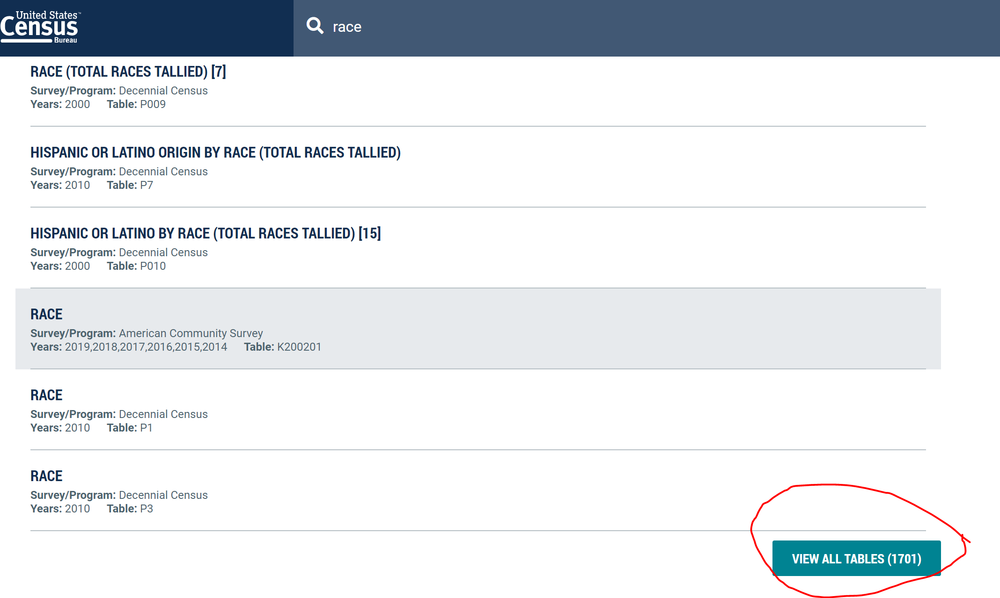 United States™
Census
Bureau
race
RACE (TOTAL RACES TALLIED) [7]
Survey/Program: Decennial Census
Years: 2000 Table: P009
HISPANIC OR LATINO ORIGIN BY RACE (TOTAL RACES TALLIED)
Survey/Program: Decennial Census
Years: 2010 Table: P7
HISPANIC OR LATINO BY RACE (TOTAL RACES TALLIED) [15]
Survey/Program: Decennial Census
Years: 2000 Table: P010
RACE
Survey/Program: American Community Survey
Years: 2019,2018,2017,2016,2015,2014 Table: K200201
RACE
Survey/Program: Decennial Census
Years: 2010 Table: P1
RACE
Survey/Program: Decennial Census
Years: 2010 Table: P3
VIEW ALL TABLES (1701)